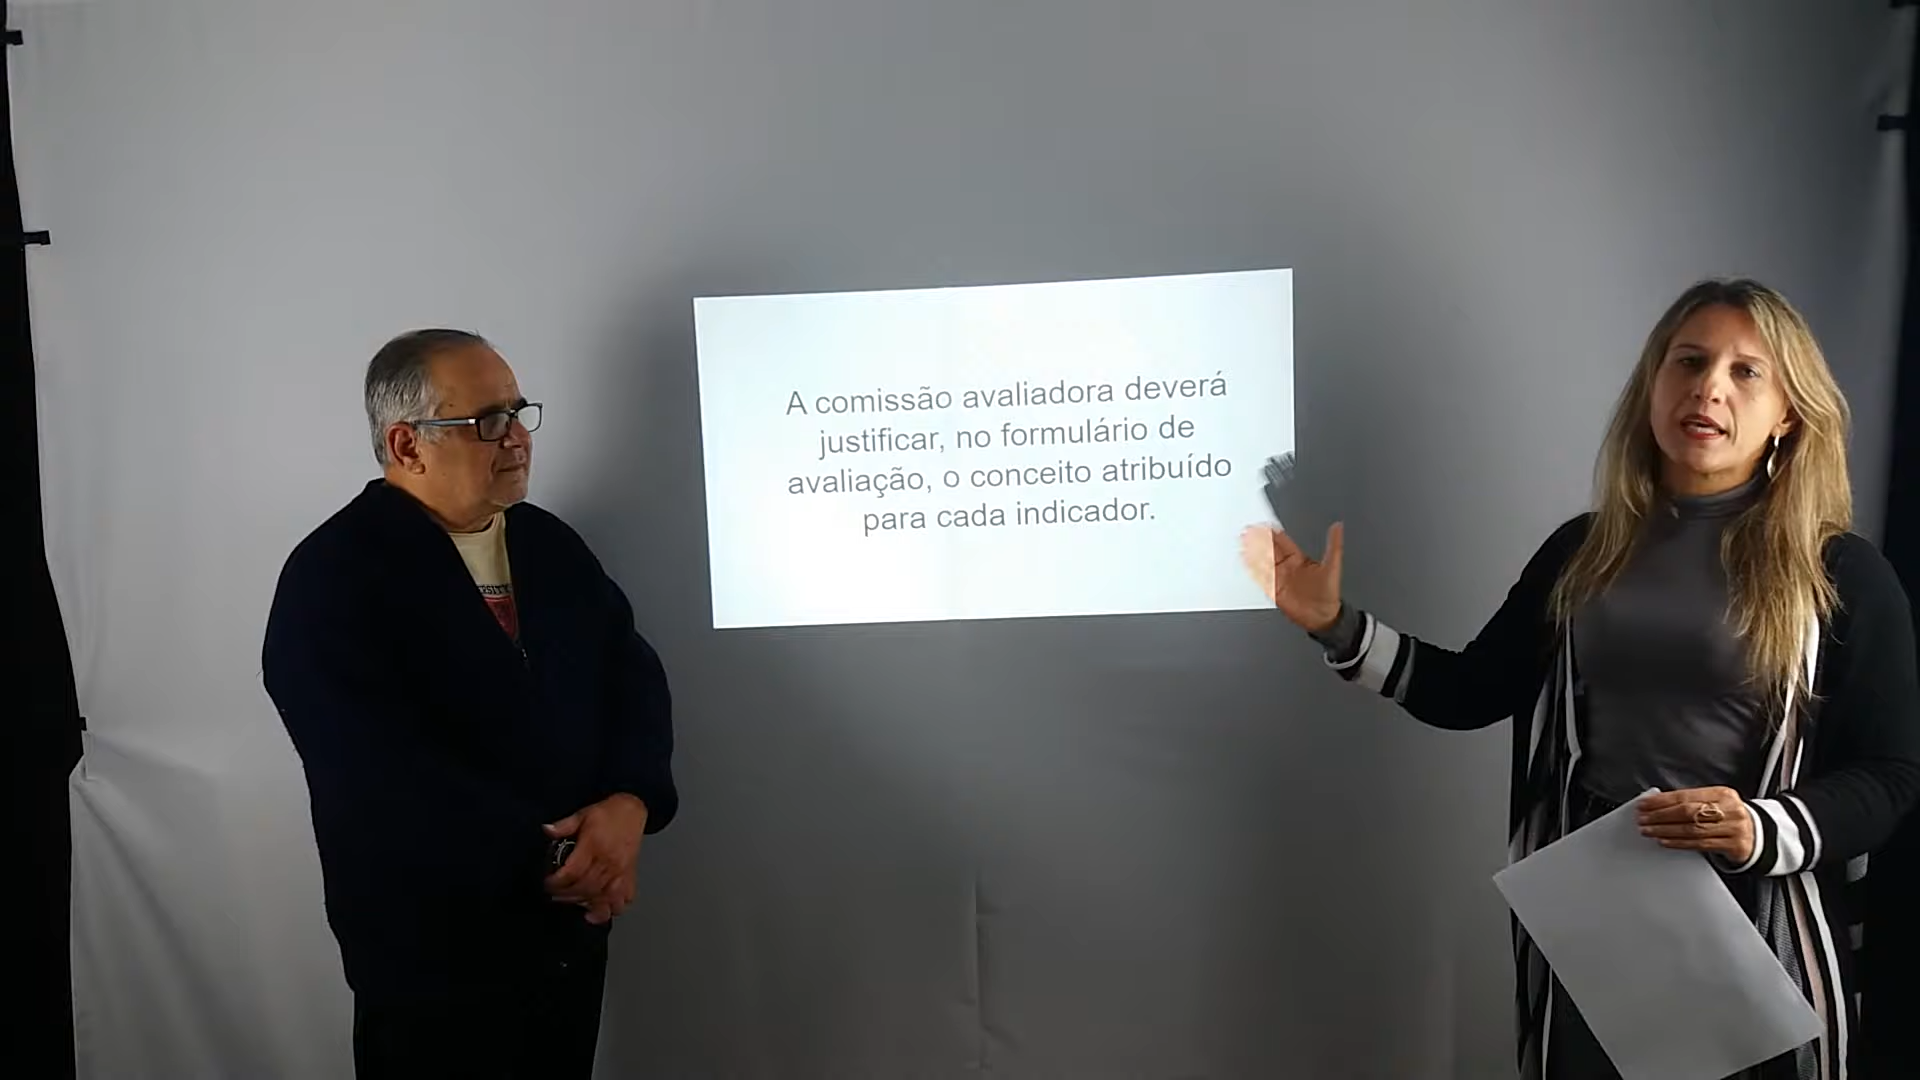 A comissão avaliadora deverá
justificar, no formulário de
avaliação, o conceito atribuído
para cada indicador.